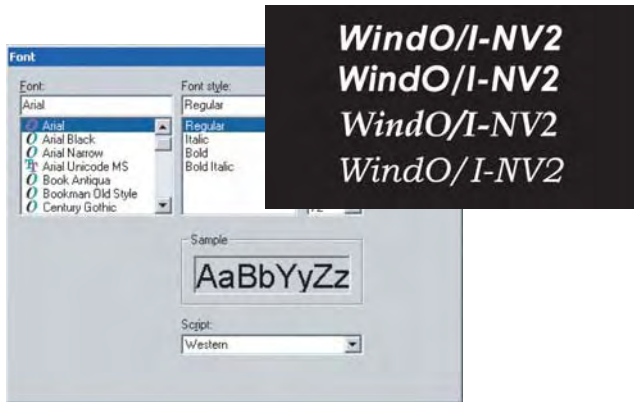 WindO/I-NV2
WindO/I-NV2
WindO/I-NV2
WindO/I-NV2
Font
Font:
Font style:
Arial
Regular
Arial
Arial Black
Arial Narrow
Arial Unicode MS
Book Antiqua
Bookman Old Style
Century Gothic
Regular
Italic
Bold
Bold Italic
Sample
AaBbYyZz
Script:
Western